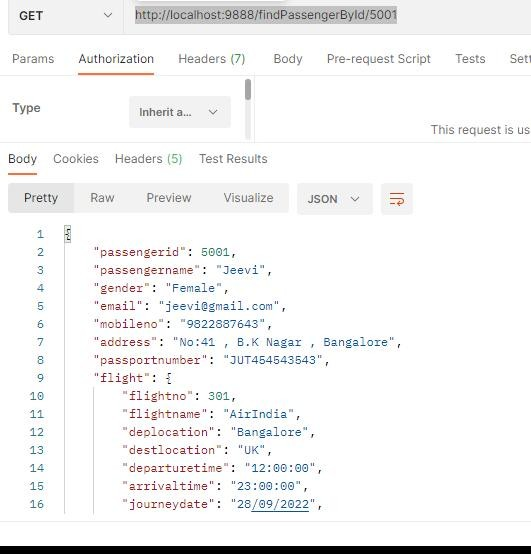 GET http://localhost:9888/findPassengerById/5001
Params Authorization Headers (7) Body Pre-request Script Tests Sett
Type Inherit a...
This request is us
Body Cookies Headers (5) Test Results
Pretty Raw Preview Visualize JSON
1 {
2 "passengerid": 5001,
3 "passengername": "Jeevi",
4 "gender": "Female",
5 "email": "jeevi@gmail.com",
6 "mobileno": "9822887643",
7 "address": "No:41 , B.K Nagar , Bangalore",
8 "passportnumber": "JUT454543543",
9 "flight": {
10 "flightno": 301,
11 "flightname": "AirIndia",
12 "deplocation": "Bangalore",
13 "destlocation": "UK",
14 "departuretime": "12:00:00",
15 "arrivaltime": "23:00:00",
16 "journeydate": "28/09/2022",